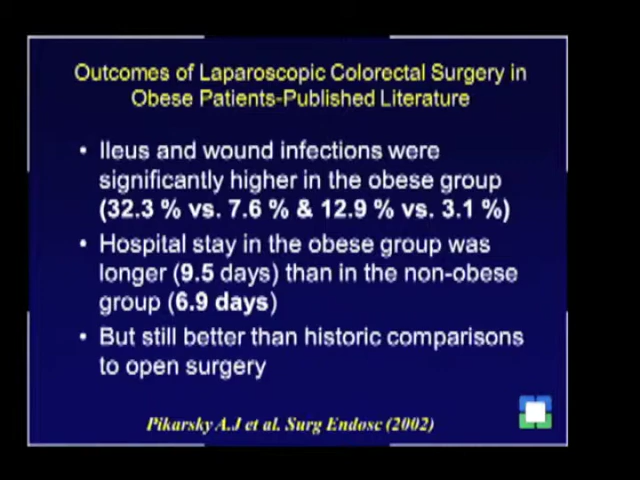 Outcomes of Laparoscopic Colorectal Surgery in
Obese Patients-Published Literature
• Ileus and wound infections were
significantly higher in the obese group
(32.3 % vs. 7.6 % & 12.9 % vs. 3.1 %)
• Hospital stay in the obese group was
longer (9.5 days) than in the non-obese
group (6.9 days)
• But still better than historic comparisons
to open surgery
Pikarsky A.J et al. Surg Endosc (2002)